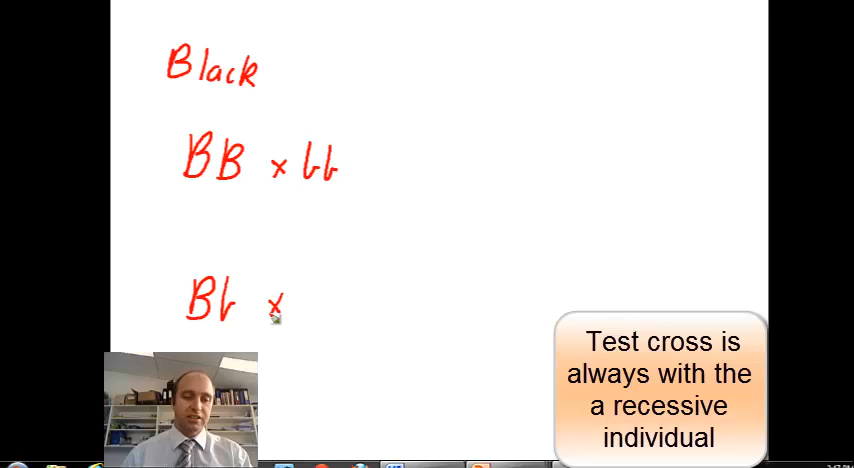 Black
BB × bb
Bb ×
Test cross is
always with the
a recessive
individual